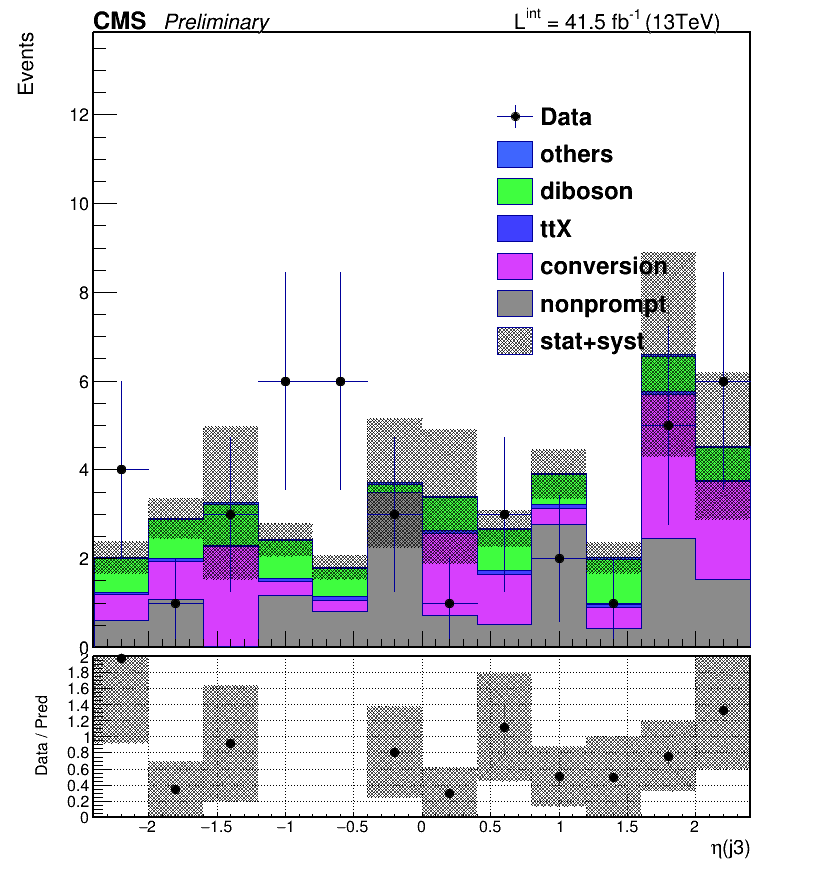 CMS Preliminary L^int = 41.5 fb^-1 (13TeV)
Events
12
10
8
6
4
2
0
Data
others
diboson
ttX
conversion
nonprompt
stat+syst
Data / Pred
2
1.8
1.6
1.4
1.2
1
0.8
0.6
0.4
0.2
0
−2 −1.5 −1 −0.5 0 0.5 1 1.5 2
η(j3)